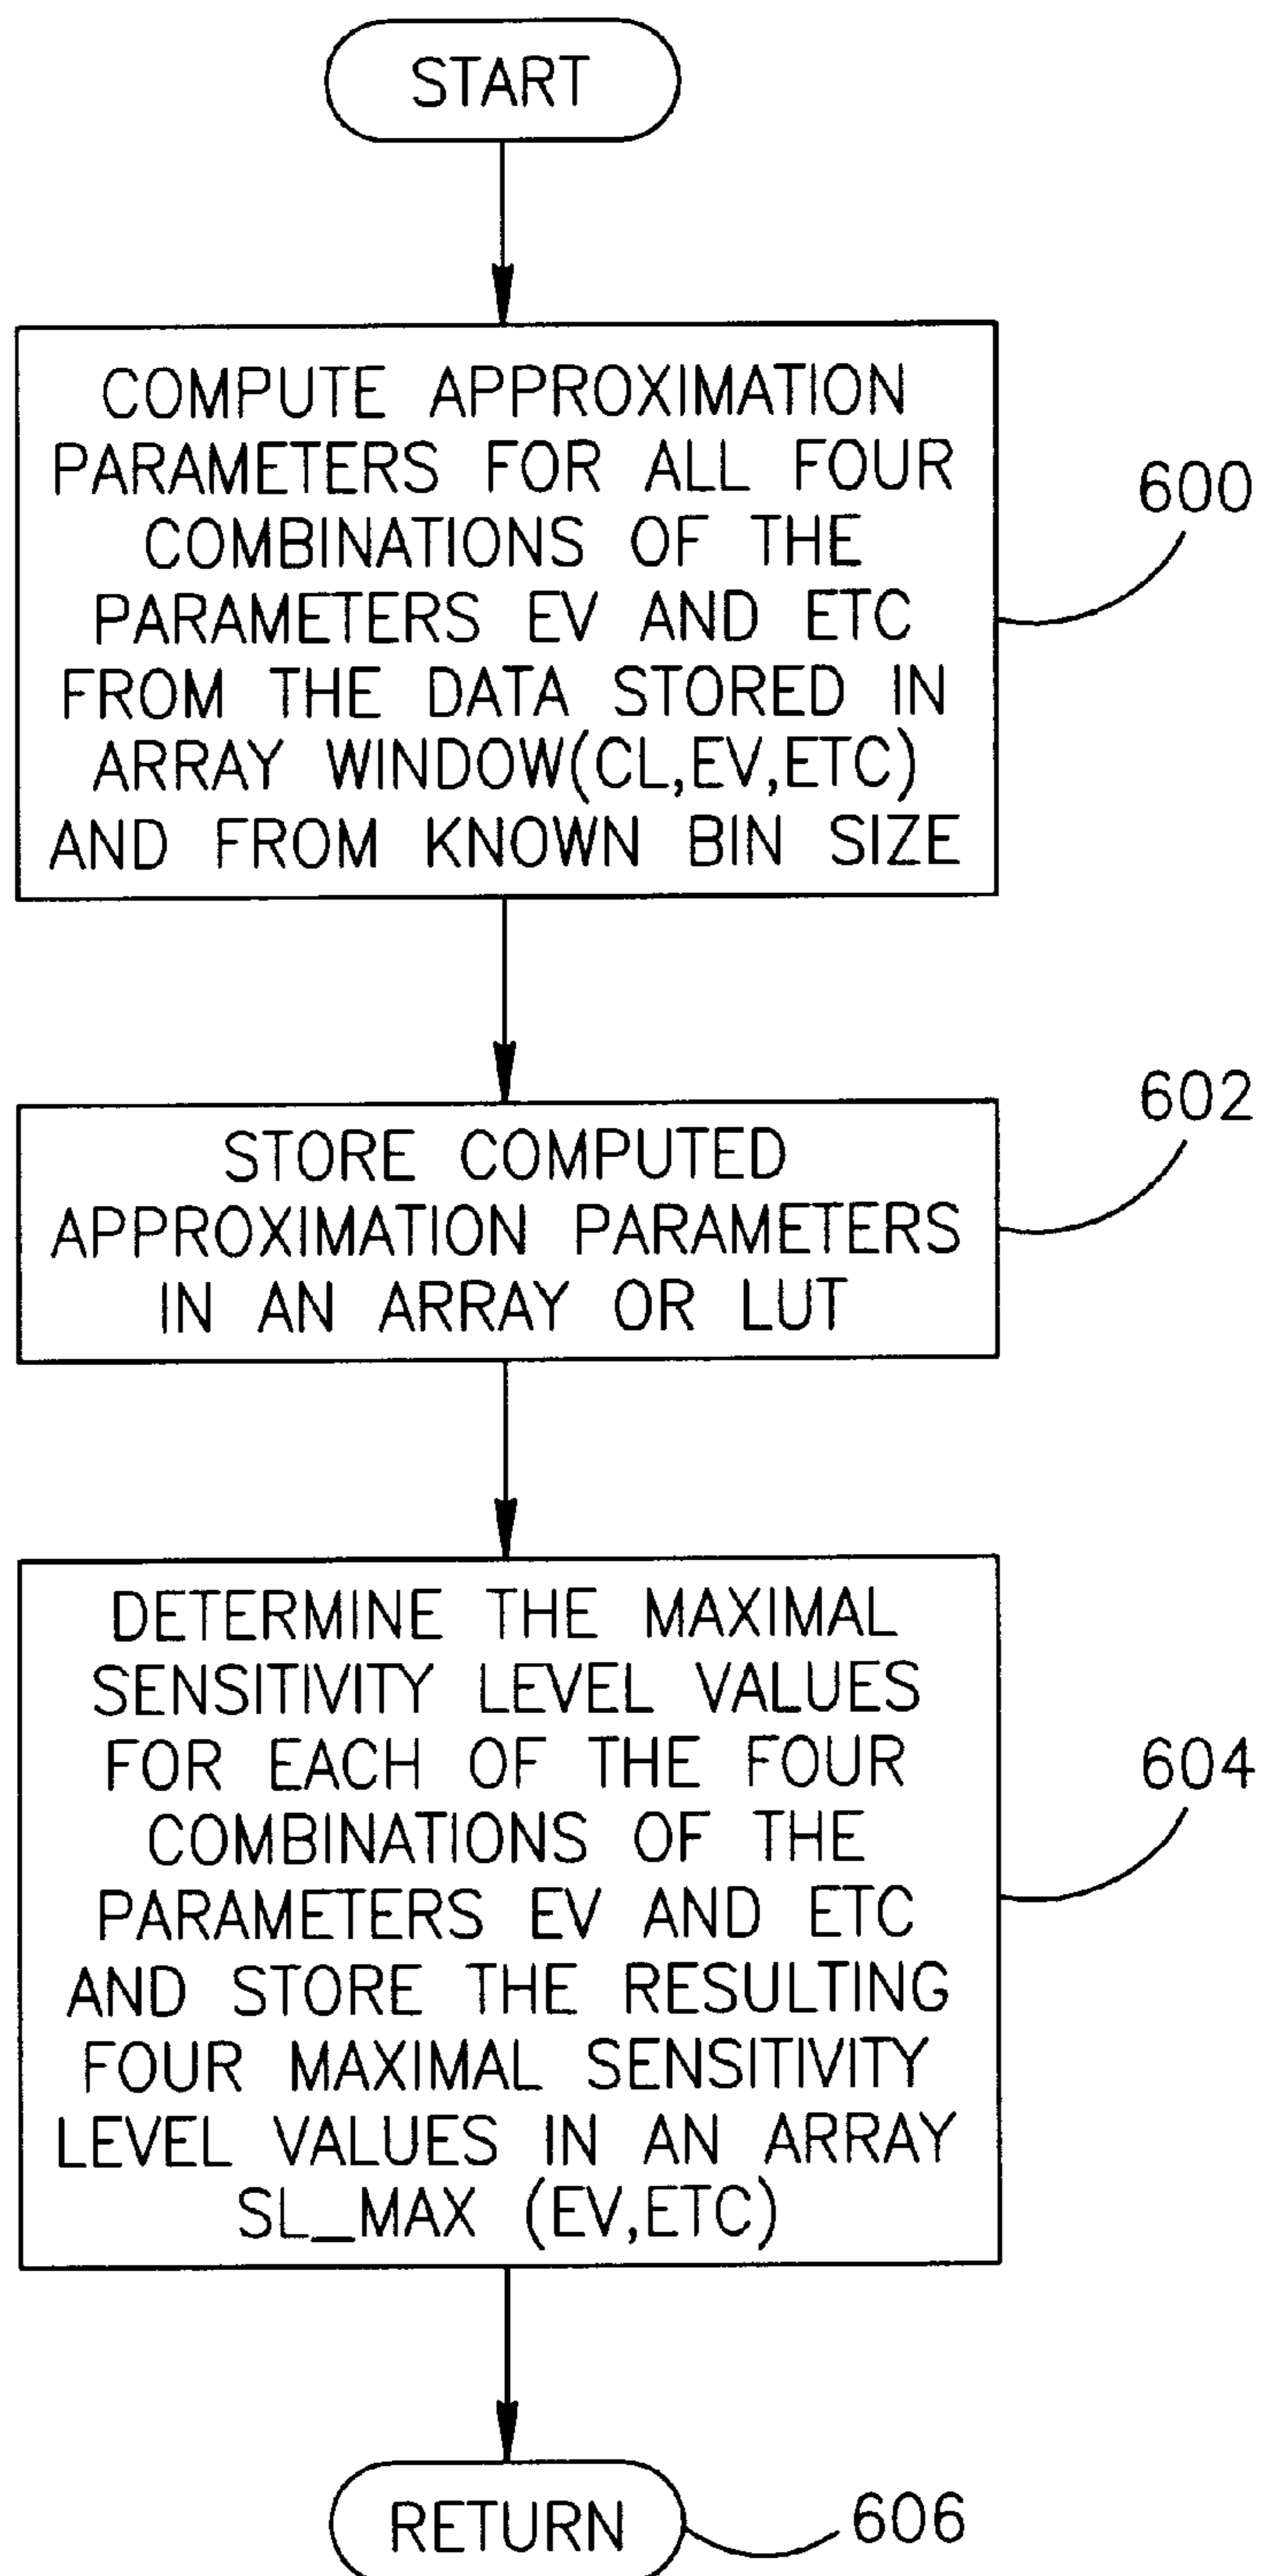 START
COMPUTE APPROXIMATION
PARAMETERS FOR ALL FOUR
COMBINATIONS OF THE
PARAMETERS EV AND ETC
FROM THE DATA STORED IN
ARRAY WINDOW(CL,EV,ETC)
AND FROM KNOWN BIN SIZE
600
STORE COMPUTED
APPROXIMATION PARAMETERS
IN AN ARRAY OR LUT
602
DETERMINE THE MAXIMAL
SENSITIVITY LEVEL VALUES
FOR EACH OF THE FOUR
COMBINATIONS OF THE
PARAMETERS EV AND ETC
AND STORE THE RESULTING
FOUR MAXIMAL SENSITIVITY
LEVEL VALUES IN AN ARRAY
SL_MAX (EV,ETC)
604
RETURN
606